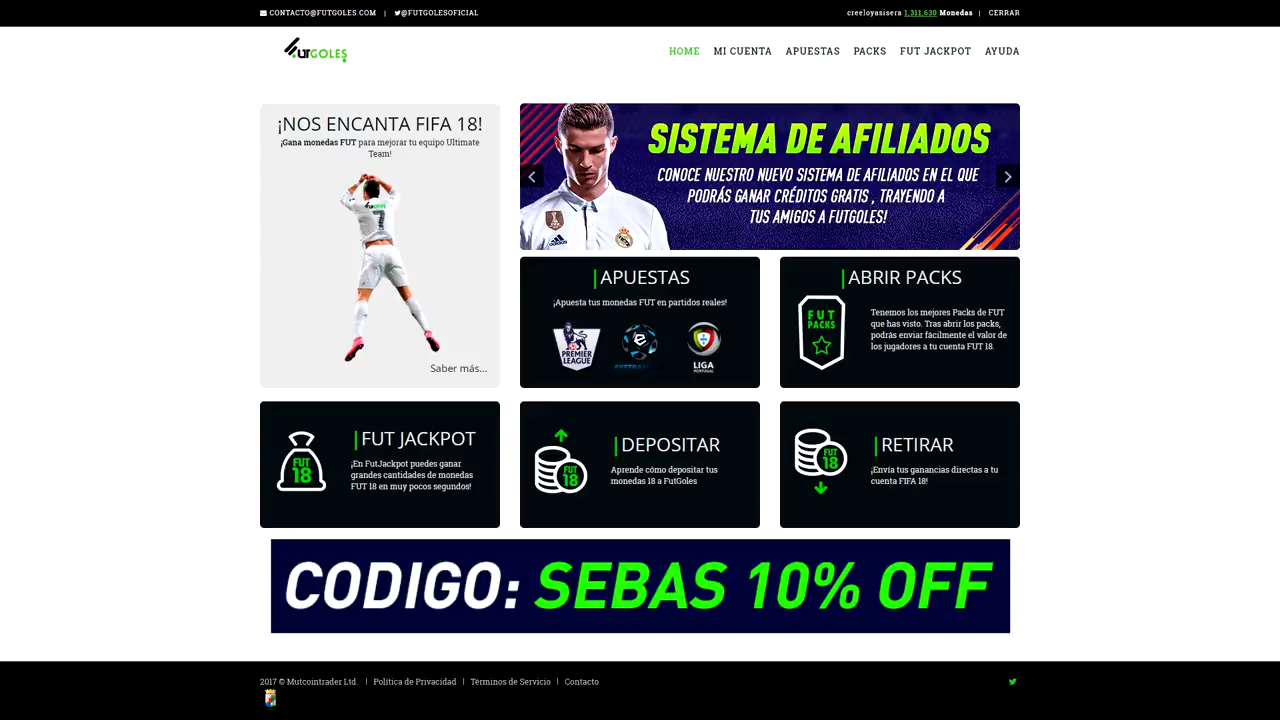 CONTACTO@FUTGOLES.COM | @FUTGOLESOFICIAL
creeloyasisera 1,311,630 Monedas | CERRAR
FUTGOLES
HOME MI CUENTA APUESTAS PACKS FUT JACKPOT AYUDA
¡NOS ENCANTA FIFA 18!
¡Gana monedas FUT para mejorar tu equipo Ultimate
Team!
7
Saber más...
SISTEMA DE AFILIADOS
CONOCE NUESTRO NUEVO SISTEMA DE AFILIADOS EN EL QUE
PODRÁS GANAR CRÉDITOS GRATIS , TRAYENDO A
TUS AMIGOS A FUTGOLES!
|APUESTAS
¡Apuesta tus monedas FUT en partidos reales!
PREMIER
LEAGUE
LIGA
PORTUGAL
|ABRIR PACKS
FUT
PACKS
Tenemos los mejores Packs de FUT
que has visto. Tras abrir los packs,
podrás enviar fácilmente el valor de
los jugadores a tu cuenta FUT 18.
|FUT JACKPOT
FUT
18
¡En FutJackpot puedes ganar
grandes cantidades de monedas
FUT 18 en muy pocos segundos!
|DEPOSITAR
FUT
18
Aprende cómo depositar tus
monedas 18 a FutGoles
|RETIRAR
FUT
18
¡Envía tus ganancias directas a tu
cuenta FIFA 18!
CODIGO: SEBAS 10% OFF
2017 © Mutcointrader Ltd. | Política de Privacidad | Términos de Servicio | Contacto